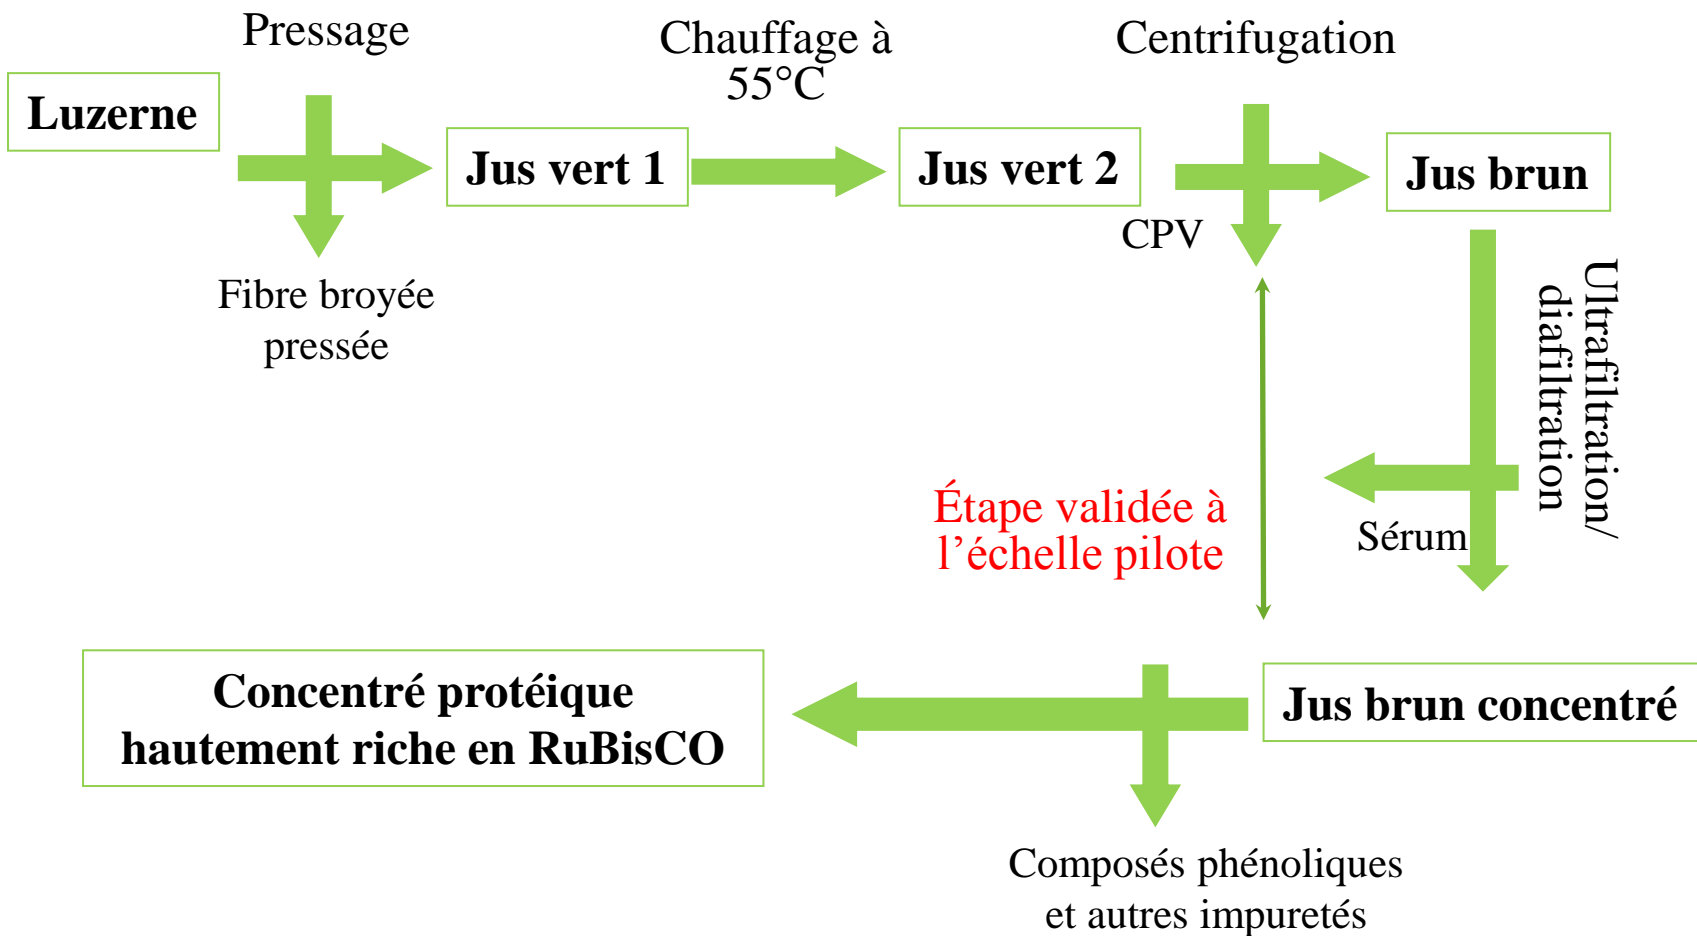 Pressage
Chauffage à
55°C
Centrifugation
Luzerne
Jus vert 1
Jus vert 2
Jus brun
CPV
Fibre broyée
pressée
Ultrafiltration/
diafiltration
Étape validée à
l’échelle pilote
Sérum
Concentré protéique
hautement riche en RuBisCO
Jus brun concentré
Composés phénoliques
et autres impuretés